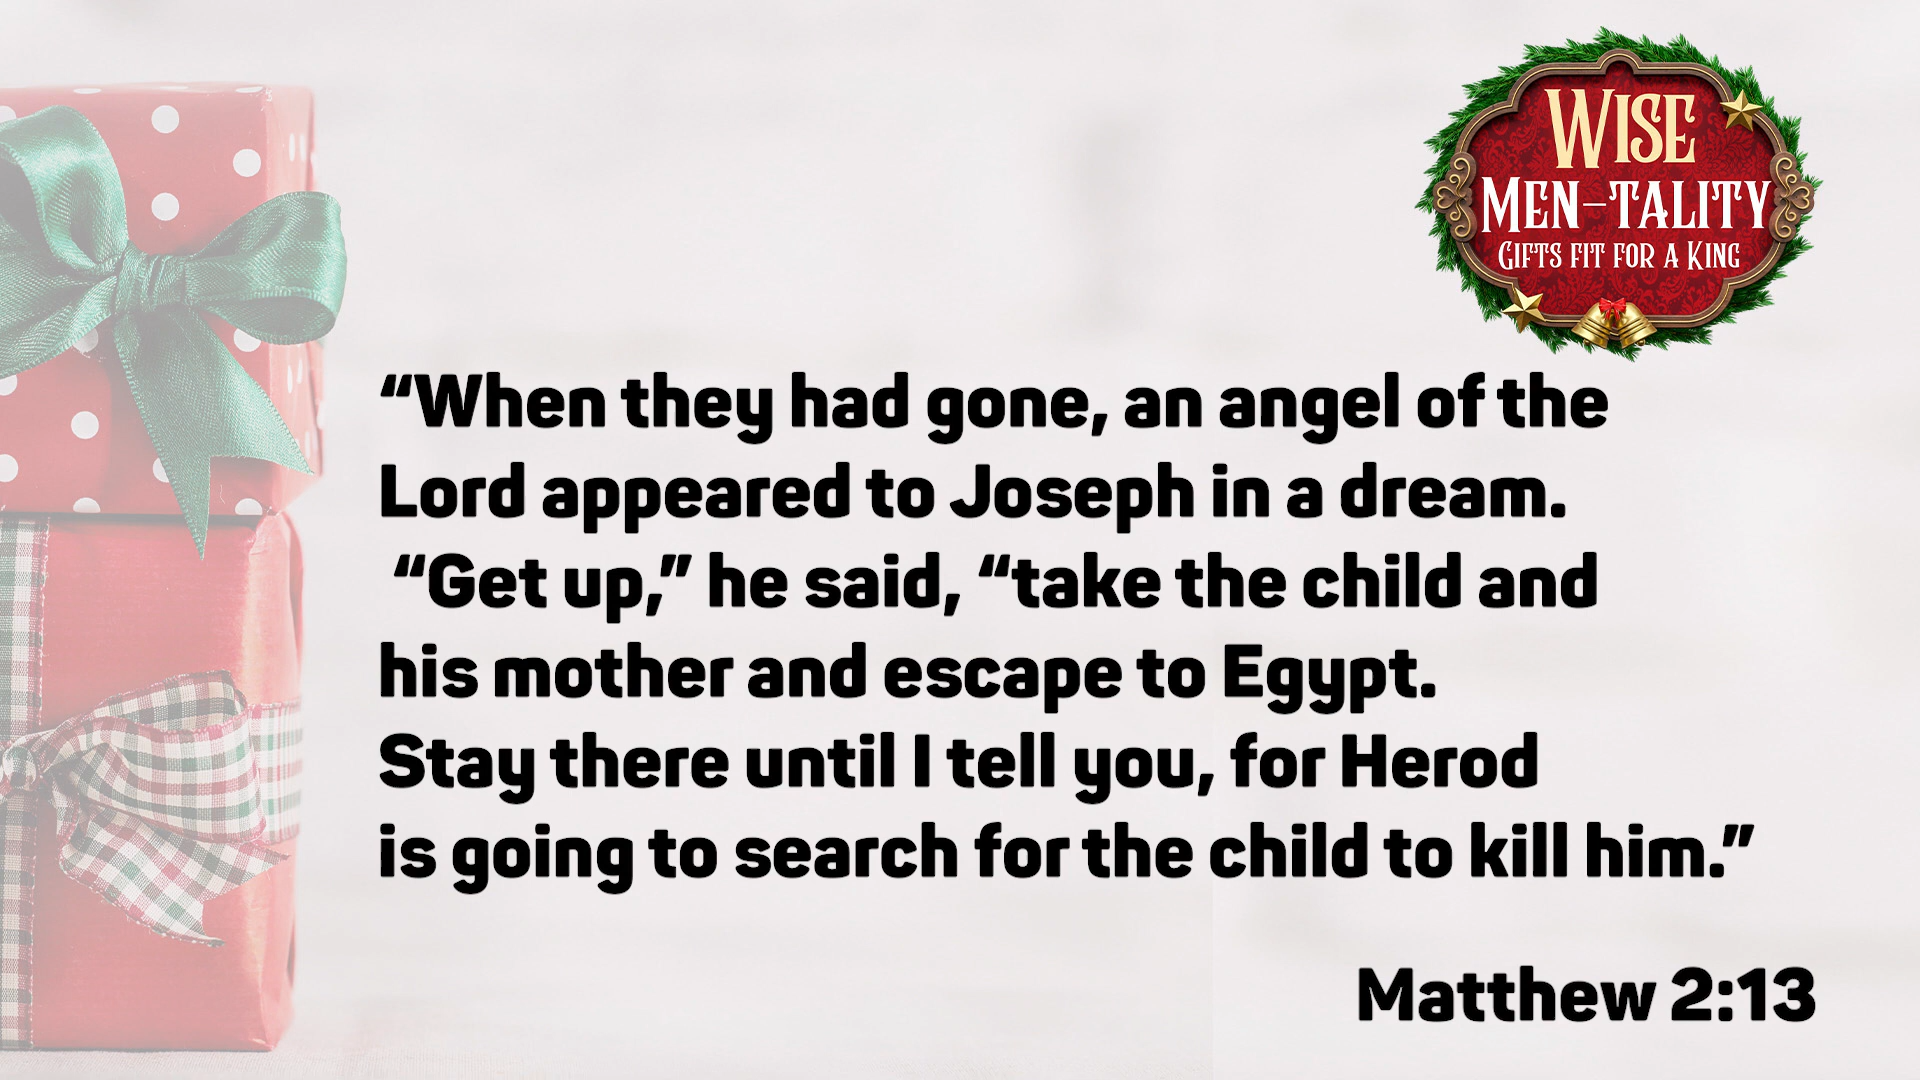 WISE
MEN-TALITY
GIFTS FIT FOR A KING
“When they had gone, an angel of the
Lord appeared to Joseph in a dream.
“Get up,” he said, “take the child and
his mother and escape to Egypt.
Stay there until I tell you, for Herod
is going to search for the child to kill him.”
Matthew 2:13